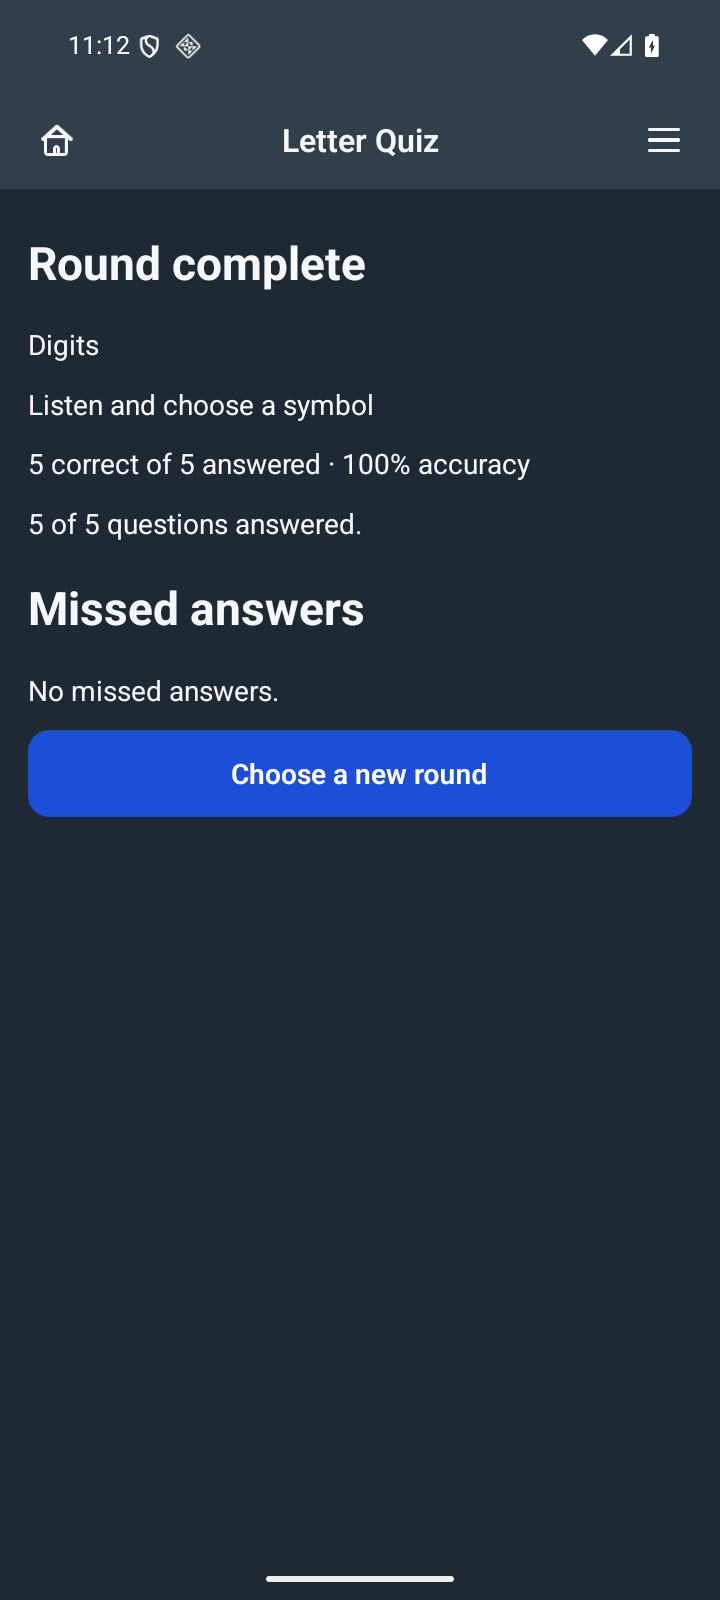 11:12
Letter Quiz
Round complete
Digits
Listen and choose a symbol
5 correct of 5 answered · 100% accuracy
5 of 5 questions answered.
Missed answers
No missed answers.
Choose a new round